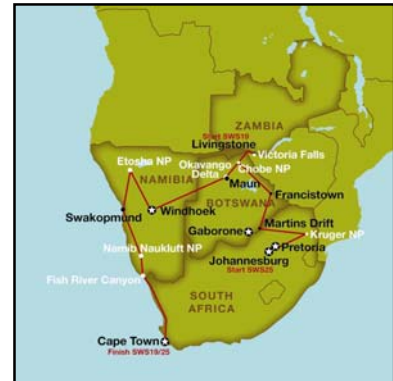 ZAMBIA
Start SWS19
Livingstone
Victoria Falls
Etosha NP
Okavango
Delta
Chobe NP
NAMIBIA
Maun
Francistown
BOTSWANA
Swakopmund
Windhoek
Martins Drift
Gaborone
Kruger NP
Pretoria
Namib Naukluft NP
Johannesburg
Start SWS25
Fish River Canyon
SOUTH
AFRICA
Cape Town
Finish SWS19/25